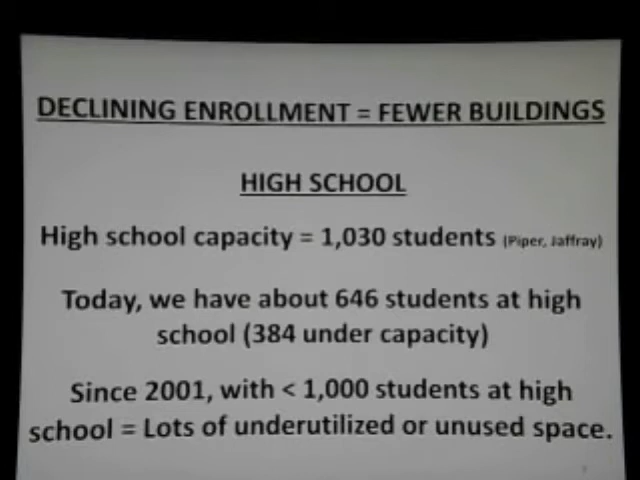 DECLINING ENROLLMENT = FEWER BUILDINGS
HIGH SCHOOL
High school capacity = 1,030 students (Piper, Jaffray)
Today, we have about 646 students at high
school (384 under capacity)
Since 2001, with < 1,000 students at high
school = Lots of underutilized or unused space.